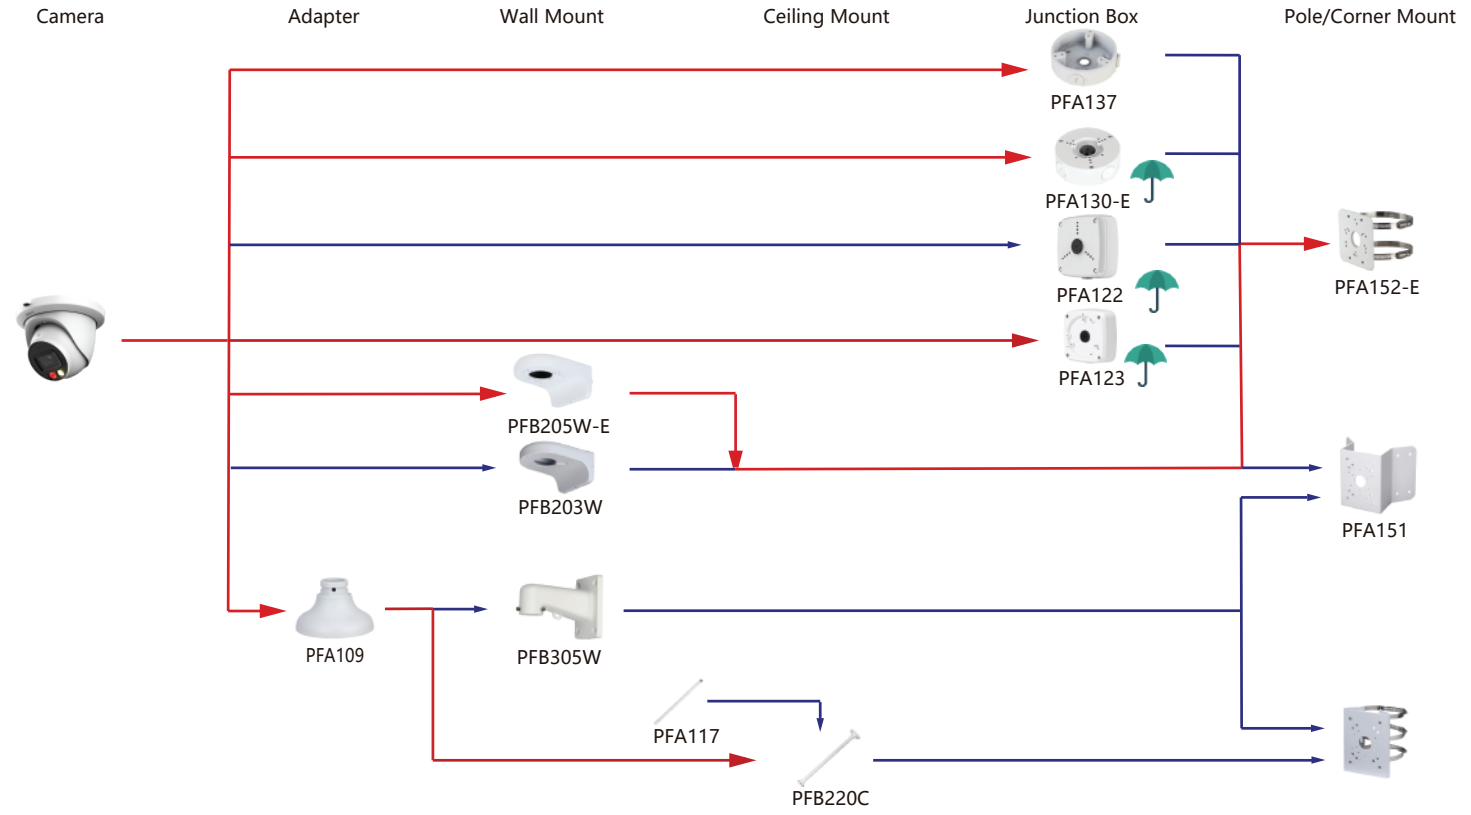 Camera
Adapter
Wall Mount
Ceiling Mount
Junction Box
Pole/Corner Mount
PFA137
PFA130-E
PFA122
PFA152-E
PFA123
PFB205W-E
PFB203W
PFA151
PFA109
PFB305W
PFA117
PFB220C